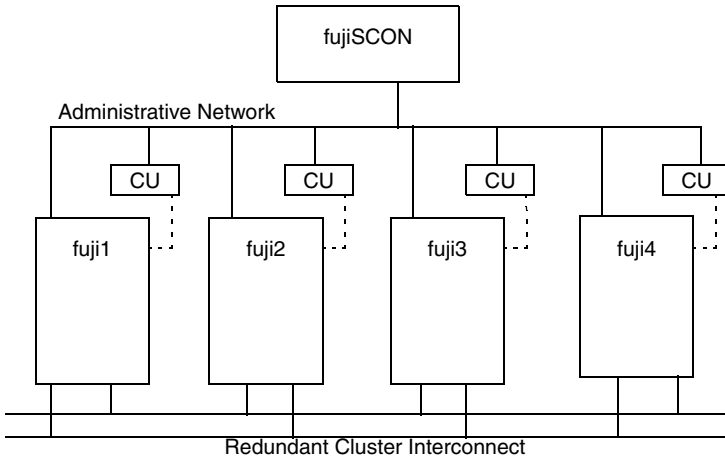 fujiSCON
Administrative Network
CU CU CU CU
fuji1 fuji2 fuji3 fuji4
Redundant Cluster Interconnect